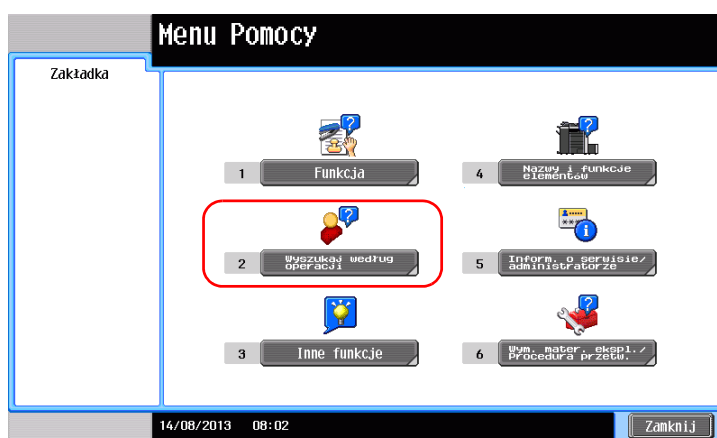 Menu Pomocy
Zakładka
1 Funkcja
2 Wyszukaj według
operacji
3 Inne funkcje
4 Nazwy i funkcje
elementów
5 Inform. o serwisie/
administratorze
6 Wym. mater. ekspl./
Procedura przetw.
14/08/2013 08:02
Zamknij